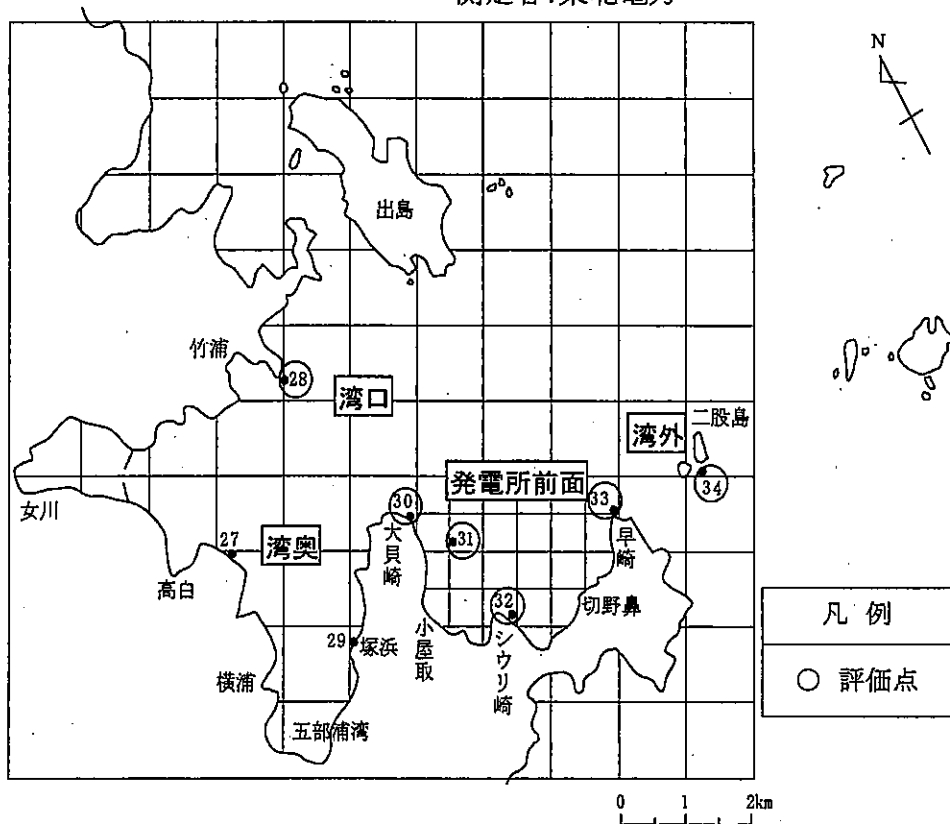 測定者:東北電力
N
出島
竹浦
28
湾口
二股島
湾外
34
発電所前面
30
33
女川
27
湾奥
大貝崎
31
早崎
高白
32
切野鼻
凡例
29
塚浜
小屋取
シウリ崎
横浦
○ 評価点
五部浦湾
0 1 2km